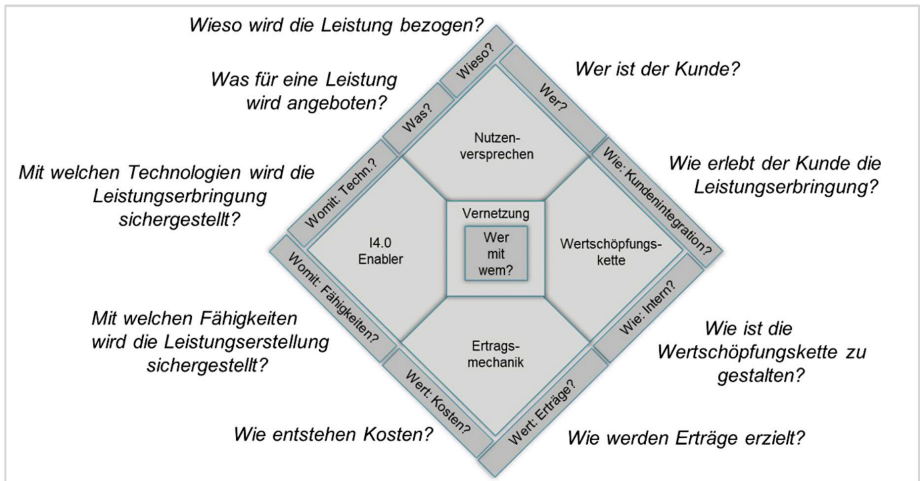 Wieso wird die Leistung bezogen?
Wieso?
Wer ist der Kunde?
Was für eine Leistung
wird angeboten?
Was?
Wer?
Nutzen-
versprechen
Mit welchen Technologien wird die
Leistungserbringung
sichergestellt?
Womit: Techn.?
Wie: Kundenintegration?
Wie erlebt der Kunde die
Leistungserbringung?
I4.0
Enabler
Vernetzung
Wer
mit
wem?
Wertschöpfungs-
kette
Mit welchen Fähigkeiten
wird die Leistungserstellung
sichergestellt?
Womit: Fähigkeiten?
Wie: Intern?
Wie ist die
Wertschöpfungskette zu
gestalten?
Ertrags-
mechanik
Wie entstehen Kosten?
Wert: Kosten?
Wert: Erträge?
Wie werden Erträge erzielt?